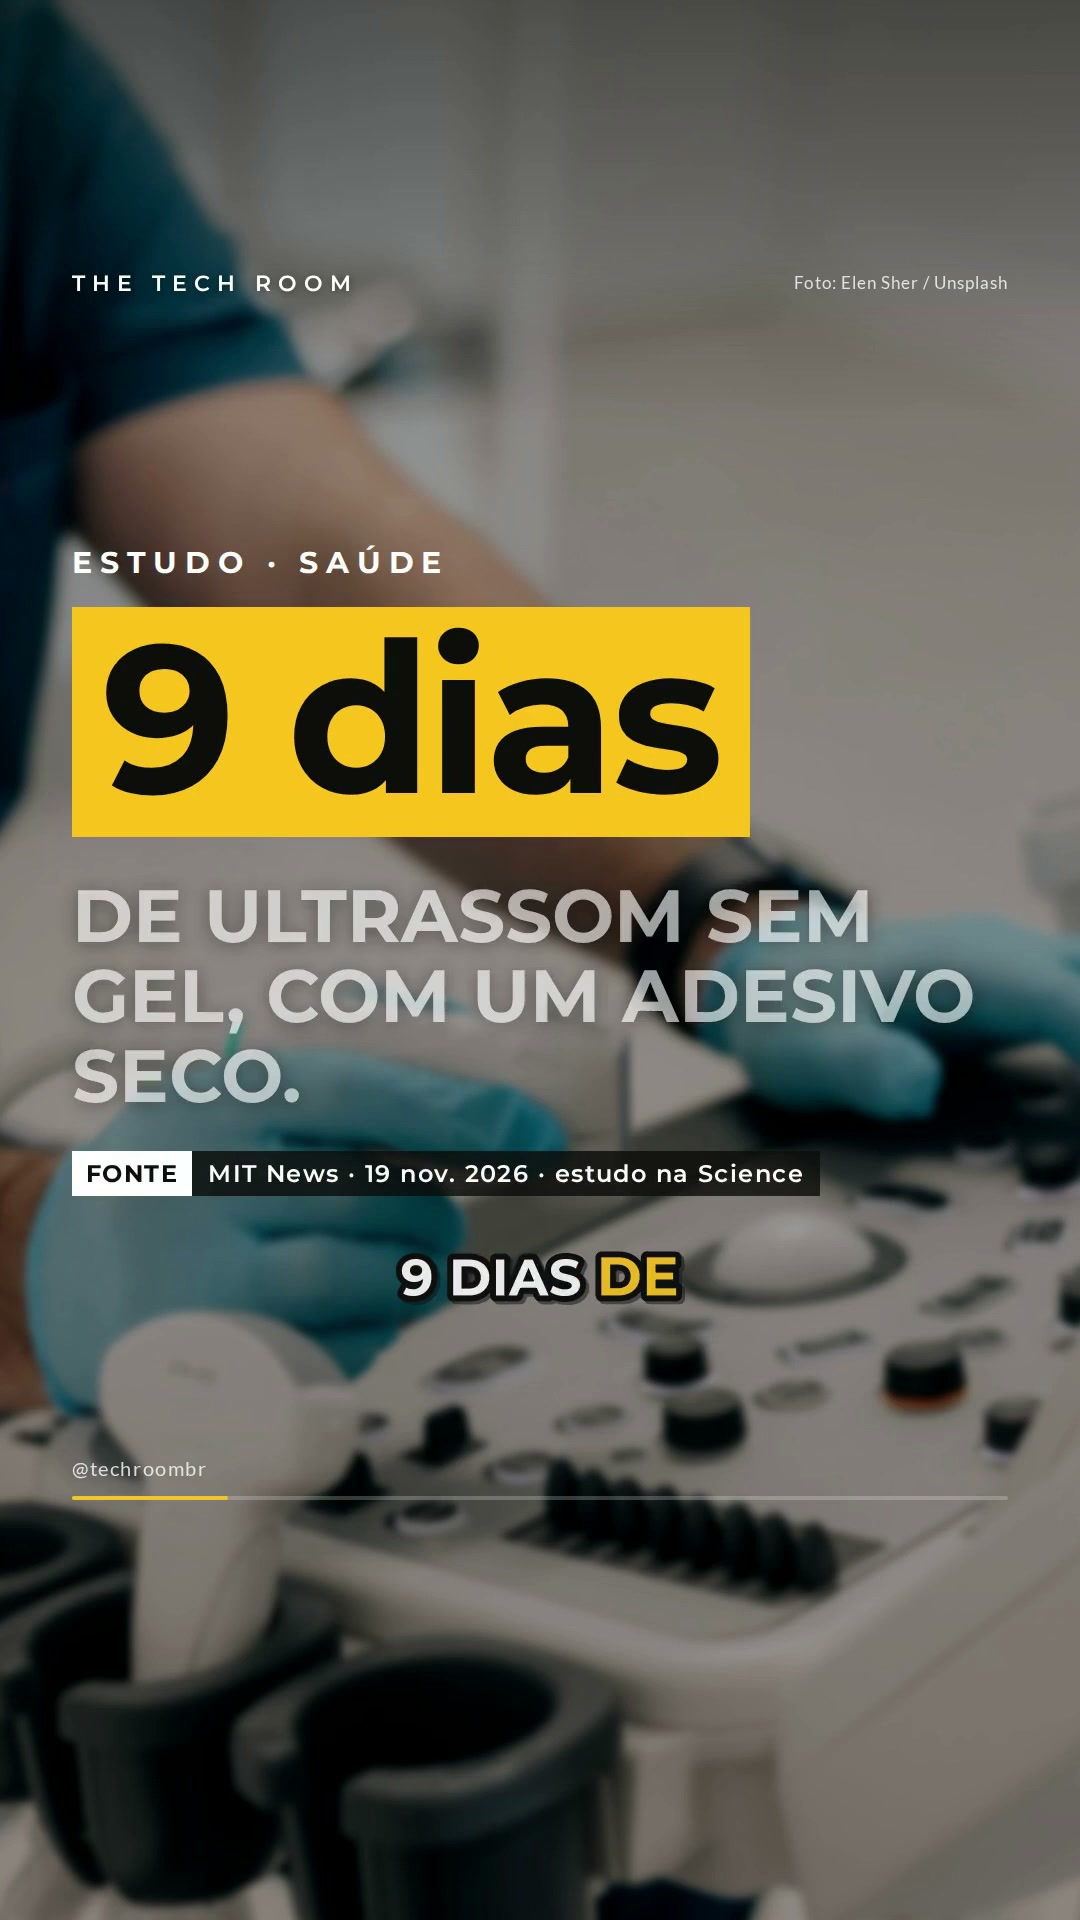 THE TECH ROOM
Foto: Elen Sher / Unsplash
ESTUDO · SAÚDE
9 dias
DE ULTRASSOM SEM
GEL, COM UM ADESIVO
SECO.
FONTE MIT News · 19 nov. 2026 · estudo na Science
9 DIAS DE
@techroombr